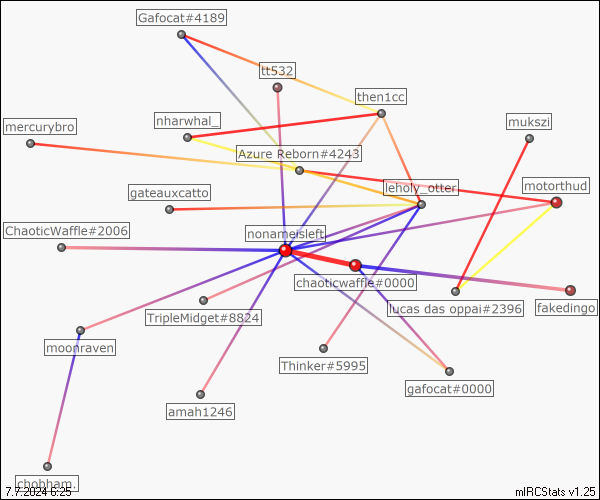 Gafocat#4189
tt532
then1cc
mukszi
nharwhal_
mercurybro
Azure Reborn#4243
leholy_otter
motorthud
gateauxcatto
nonameisleft
ChaoticWaffle#2006
chaoticwaffle#0000
lucas das oppai#2396
fakedingo
TripleMidget#8824
moonraven
Thinker#5995
gafocat#0000
amah1246
chobham.
7.7.2024 6:25
mIRCStats v1.25